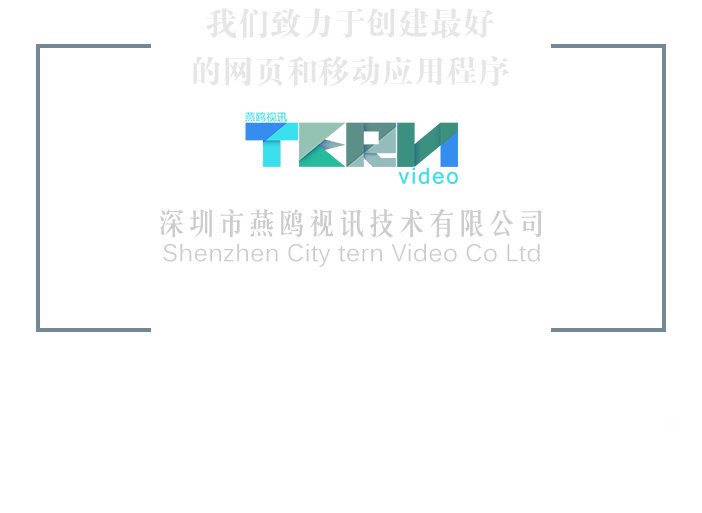 我们致力于创建最好
的网页和移动应用程序
燕鸥视讯
TERN
video
深圳市燕鸥视讯技术有限公司
Shenzhen City tern Video Co Ltd